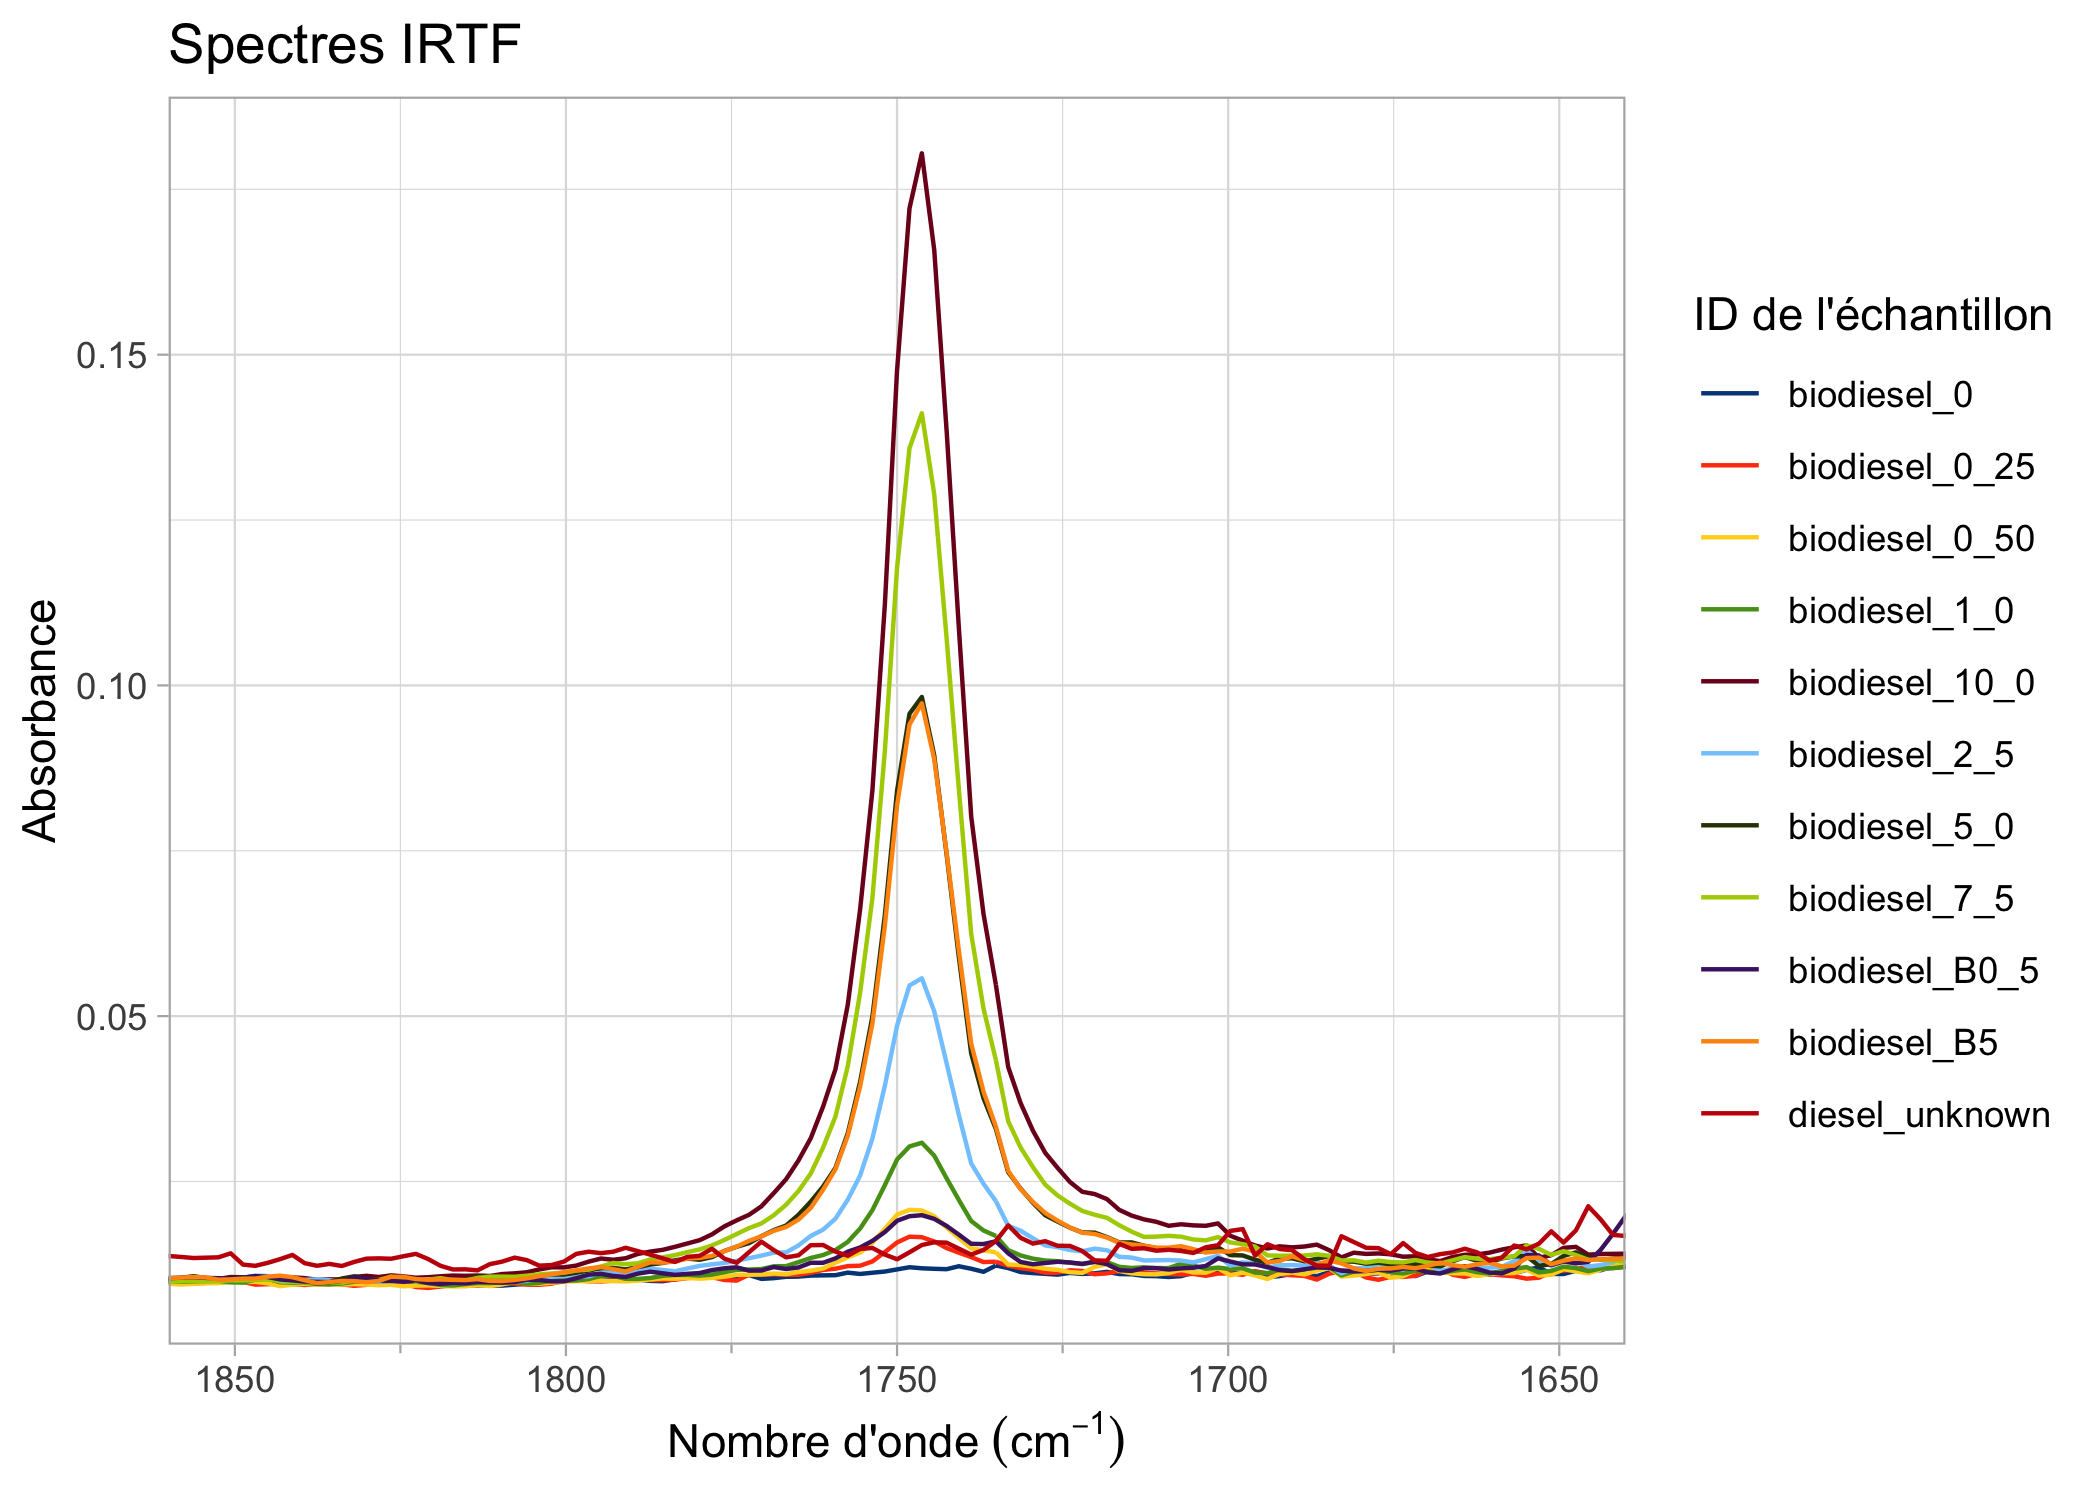 Spectres IRTF
Absorbance
0.15
0.10
0.05
1850 1800 1750 1700 1650
Nombre d'onde (cm⁻¹)
ID de l'échantillon
biodiesel_0
biodiesel_0_25
biodiesel_0_50
biodiesel_1_0
biodiesel_10_0
biodiesel_2_5
biodiesel_5_0
biodiesel_7_5
biodiesel_B0_5
biodiesel_B5
diesel_unknown